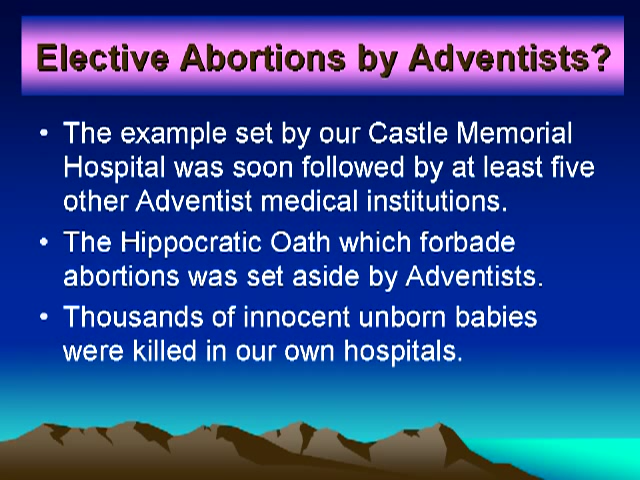 Elective Abortions by Adventists?
• The example set by our Castle Memorial
Hospital was soon followed by at least five
other Adventist medical institutions.
• The Hippocratic Oath which forbade
abortions was set aside by Adventists.
• Thousands of innocent unborn babies
were killed in our own hospitals.